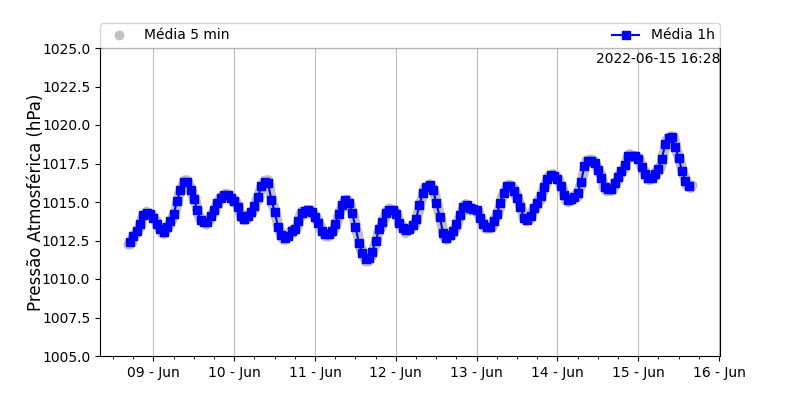 Média 5 min
Média 1h
2022-06-15 16:28
Pressão Atmosférica (hPa)
1025.0
1022.5
1020.0
1017.5
1015.0
1012.5
1010.0
1007.5
1005.0
09 - Jun
10 - Jun
11 - Jun
12 - Jun
13 - Jun
14 - Jun
15 - Jun
16 - Jun